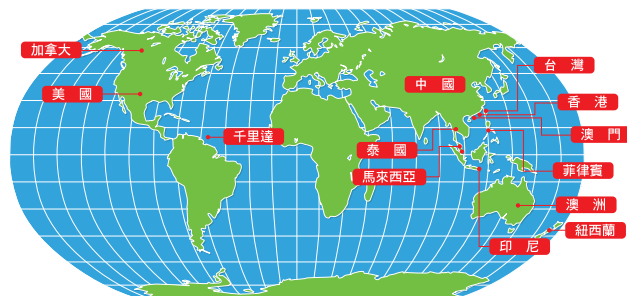 加拿大
美 國
千里達
中 國
泰 國
馬來西亞
台 灣
香 港
澳 門
菲律賓
澳 洲
紐西蘭
印 尼